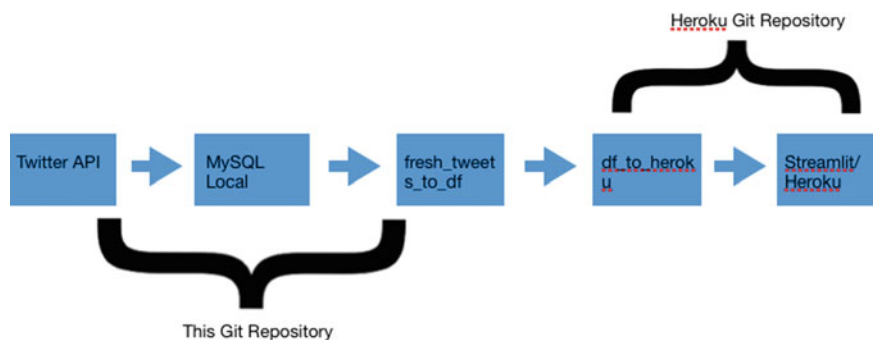 Heroku Git Repository
Twitter API
MySQL
Local
fresh_tweet
s_to_df
df_to_herok
u
Streamlit/
Heroku
This Git Repository